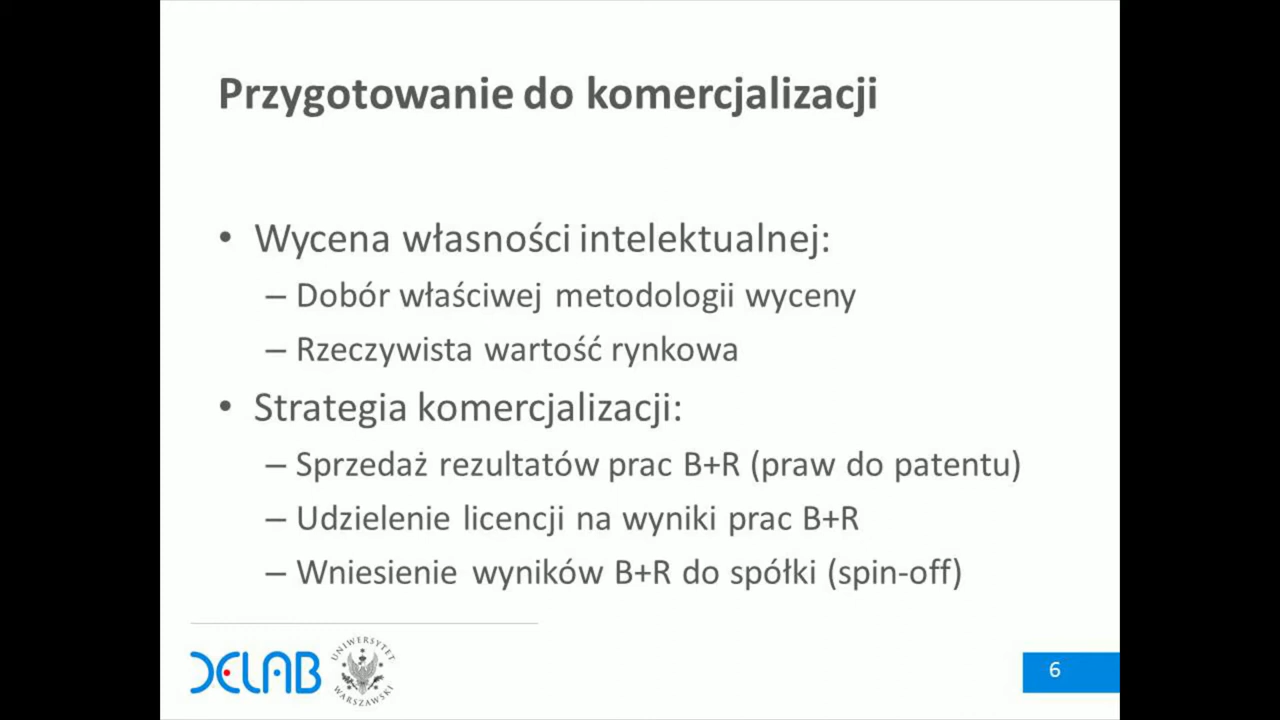 Przygotowanie do komercjalizacji
• Wycena własności intelektualnej:
– Dobór właściwej metodologii wyceny
– Rzeczywista wartość rynkowa
• Strategia komercjalizacji:
– Sprzedaż rezultatów prac B+R (praw do patentu)
– Udzielenie licencji na wyniki prac B+R
– Wniesienie wyników B+R do spółki (spin-off)
DELAB
UNIWERSYTET
WARSZAWSKI
6